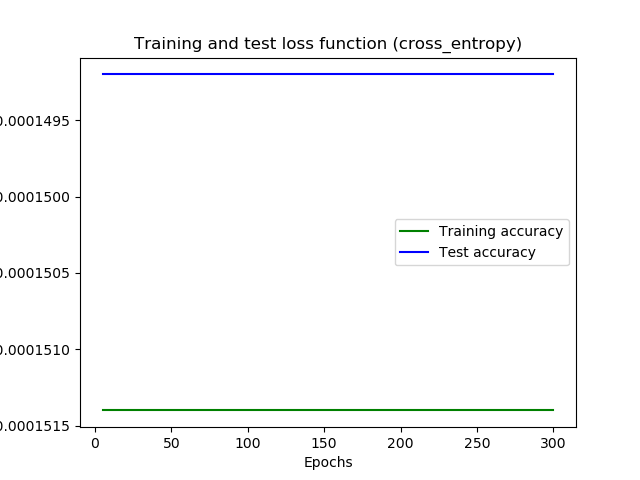 Training and test loss function (cross_entropy)
0.0001495
0.0001500
0.0001505
0.0001510
0.0001515
Training accuracy
Test accuracy
0 50 100 150 200 250 300
Epochs